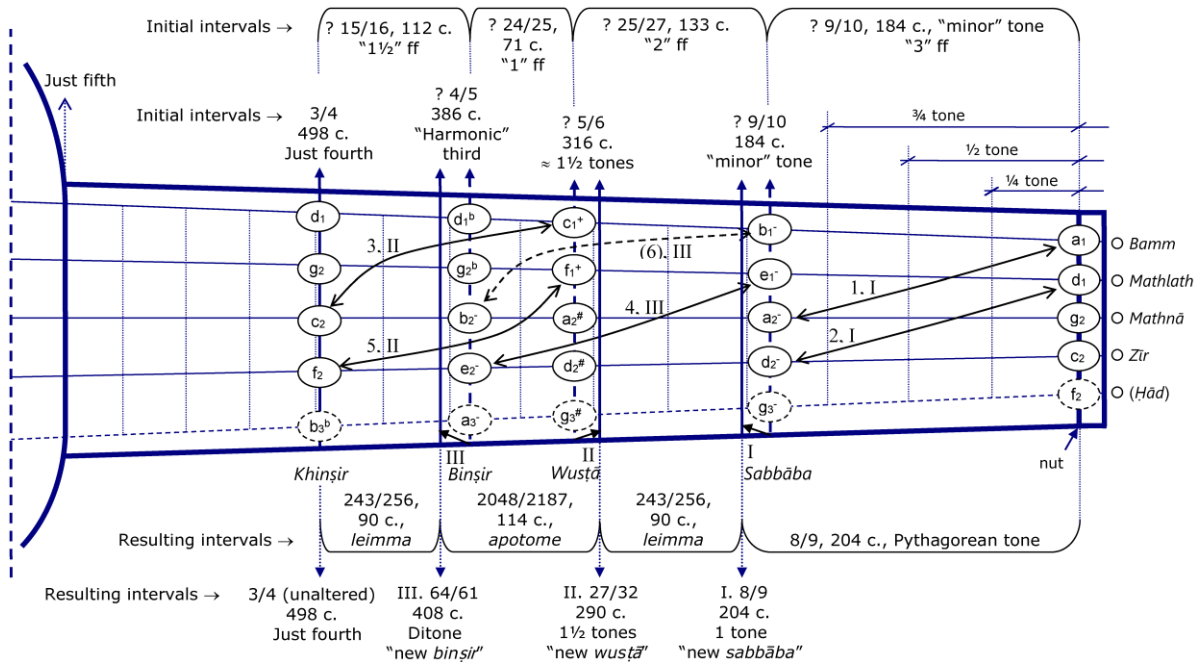 Initial intervals →
? 15/16, 112 c.
“1½” ff
? 24/25,
71 c.
“1” ff
? 25/27, 133 c.
“2” ff
? 9/10, 184 c., “minor” tone
“3” ff
Just fifth
Initial intervals →
3/4
498 c.
Just fourth
? 4/5
386 c.
“Harmonic”
third
? 5/6
316 c.
≈ 1½ tones
? 9/10
184 c.
“minor” tone
¾ tone
½ tone
¼ tone
d₁ d₁ᵇ c₁⁺ b₁⁻ a₁ Bamm
3. II
(6). III
g₂ g₂ᵇ f₁⁺ e₁⁻ d₁ Mathlath
4. III
1. I
c₂ b₂⁻ a₂# a₂⁻ g₂ Mathnā
5. II
2. I
f₂ e₂⁻ d₂# d₂⁻ c₂ Zīr
b₃ᵇ a₃⁻ g₃# g₃⁻ f₂ (Ḥād)
III
II
I
nut
Khinṣir
Binṣir
Wusṭā
Sabbāba
Resulting intervals →
243/256,
90 c.,
leimma
2048/2187,
114 c.,
apotome
243/256,
90 c.,
leimma
8/9, 204 c., Pythagorean tone
Resulting intervals →
3/4 (unaltered)
498 c.
Just fourth
III. 64/61
408 c.
Ditone
“new binṣir”
II. 27/32
290 c.
1½ tones
“new wusṭā”
I. 8/9
204 c.
1 tone
“new sabbāba”